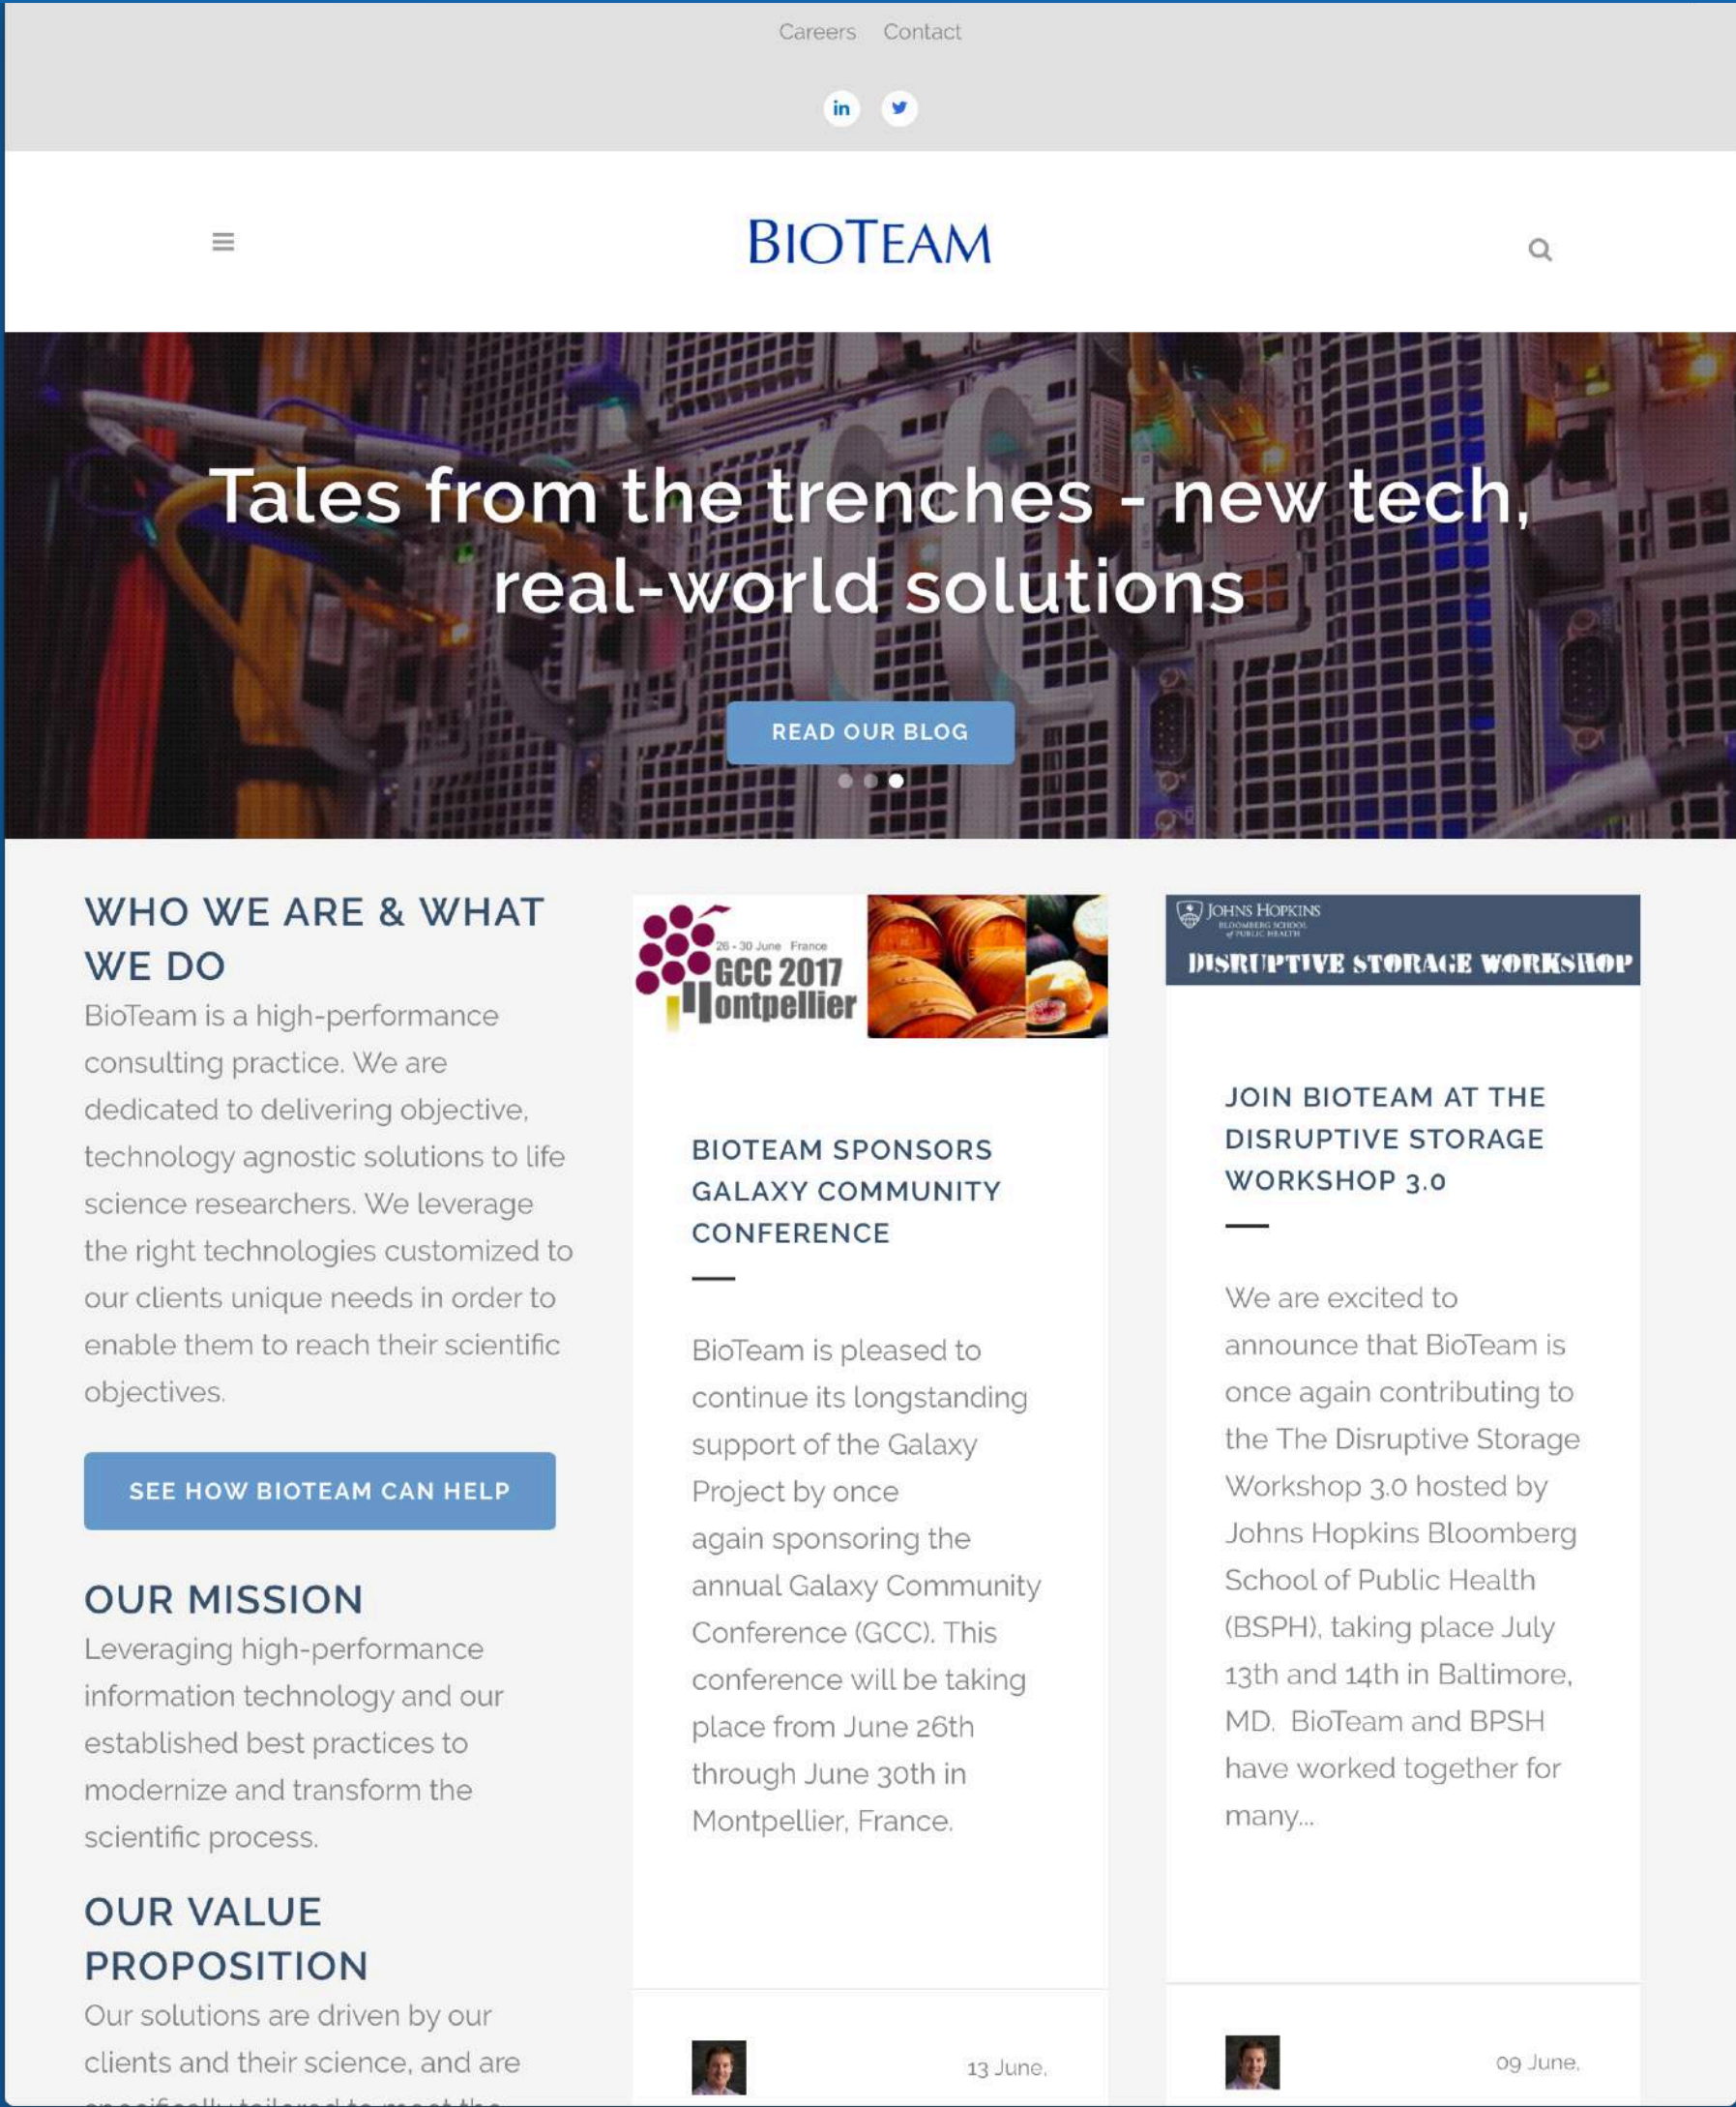 Careers Contact
in
BIOTEAM
Tales from the trenches - new tech,
real-world solutions
READ OUR BLOG
WHO WE ARE & WHAT
WE DO
BioTeam is a high-performance
consulting practice. We are
dedicated to delivering objective,
technology agnostic solutions to life
science researchers. We leverage
the right technologies customized to
our clients unique needs in order to
enable them to reach their scientific
objectives.
SEE HOW BIOTEAM CAN HELP
OUR MISSION
Leveraging high-performance
information technology and our
established best practices to
modernize and transform the
scientific process.
OUR VALUE
PROPOSITION
Our solutions are driven by our
clients and their science, and are
specifically tailored to meet the
26 - 30 June France
GCC 2017
Montpellier
BIOTEAM SPONSORS
GALAXY COMMUNITY
CONFERENCE
BioTeam is pleased to
continue its longstanding
support of the Galaxy
Project by once
again sponsoring the
annual Galaxy Community
Conference (GCC). This
conference will be taking
place from June 26th
through June 30th in
Montpellier, France.
13 June,
JOHNS HOPKINS
BLOOMBERG SCHOOL
of PUBLIC HEALTH
DISRUPTIVE STORAGE WORKSHOP
JOIN BIOTEAM AT THE
DISRUPTIVE STORAGE
WORKSHOP 3.0
We are excited to
announce that BioTeam is
once again contributing to
the The Disruptive Storage
Workshop 3.0 hosted by
Johns Hopkins Bloomberg
School of Public Health
(BSPH), taking place July
13th and 14th in Baltimore,
MD. BioTeam and BPSH
have worked together for
many...
09 June,